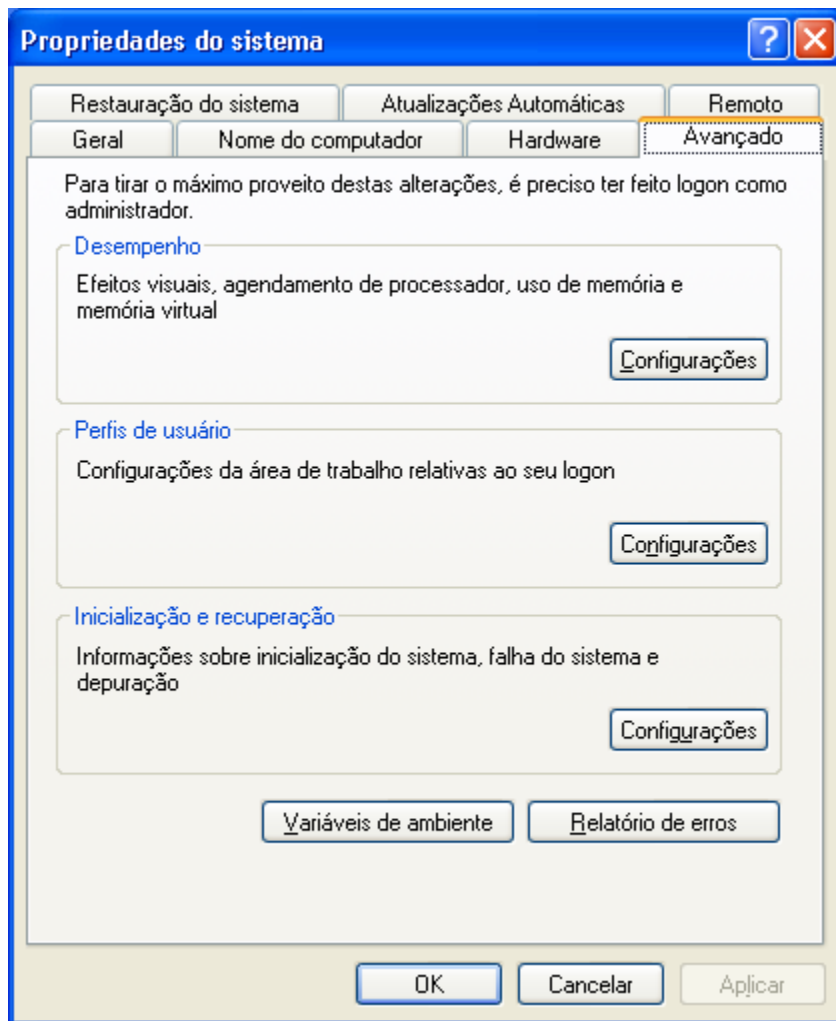 Propriedades do sistema
Restauração do sistema
Atualizações Automáticas
Remoto
Geral
Nome do computador
Hardware
Avançado
Para tirar o máximo proveito destas alterações, é preciso ter feito logon como
administrador.
Desempenho
Efeitos visuais, agendamento de processador, uso de memória e
memória virtual
Configurações
Perfis de usuário
Configurações da área de trabalho relativas ao seu logon
Configurações
Inicialização e recuperação
Informações sobre inicialização do sistema, falha do sistema e
depuração
Configurações
Variáveis de ambiente
Relatório de erros
OK
Cancelar
Aplicar